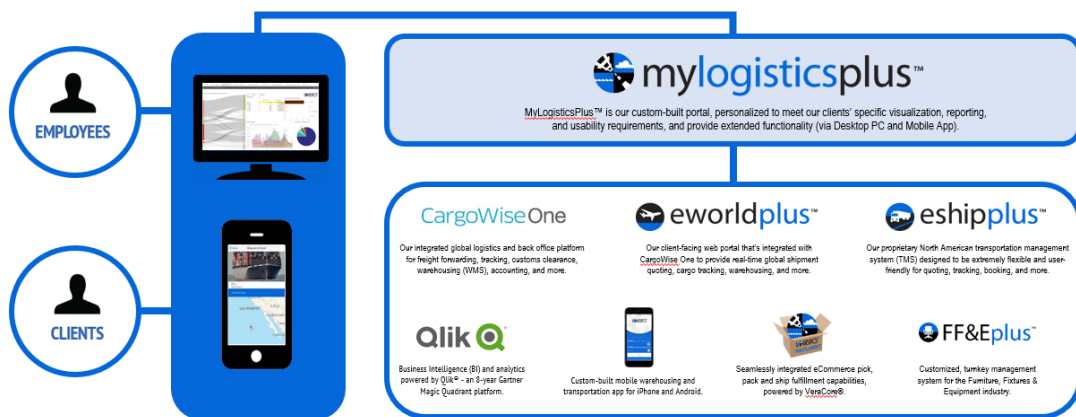 EMPLOYEES
CLIENTS
mylogisticsplus™
MyLogisticsPlus™ is our custom-built portal, personalized to meet our clients' specific visualization, reporting,
and usability requirements, and provide extended functionality (via Desktop PC and Mobile App).
CargoWiseOne
Our integrated global logistics and back office platform
for freight forwarding, tracking, customs clearance,
warehousing (WMS), accounting, and more.
eworldplus™
Our client-facing web portal that's integrated with
CargoWise One to provide real-time global shipment
quoting, cargo tracking, warehousing, and more.
eshipplus™
Our proprietary North American transportation management
system (TMS) designed to be extremely flexible and user-
friendly for quoting, tracking, booking, and more.
Qlik
Business Intelligence (BI) and analytics
powered by Qlik® - an 8-year Gartner
Magic Quadrant platform.
Custom-built mobile warehousing and
transportation app for iPhone and Android.
Seamlessly integrated eCommerce pick,
pack and ship fulfillment capabilities,
powered by VeraCore®.
FF&Eplus™
Customized, turnkey management
system for the Furniture, Fixtures &
Equipment industry.